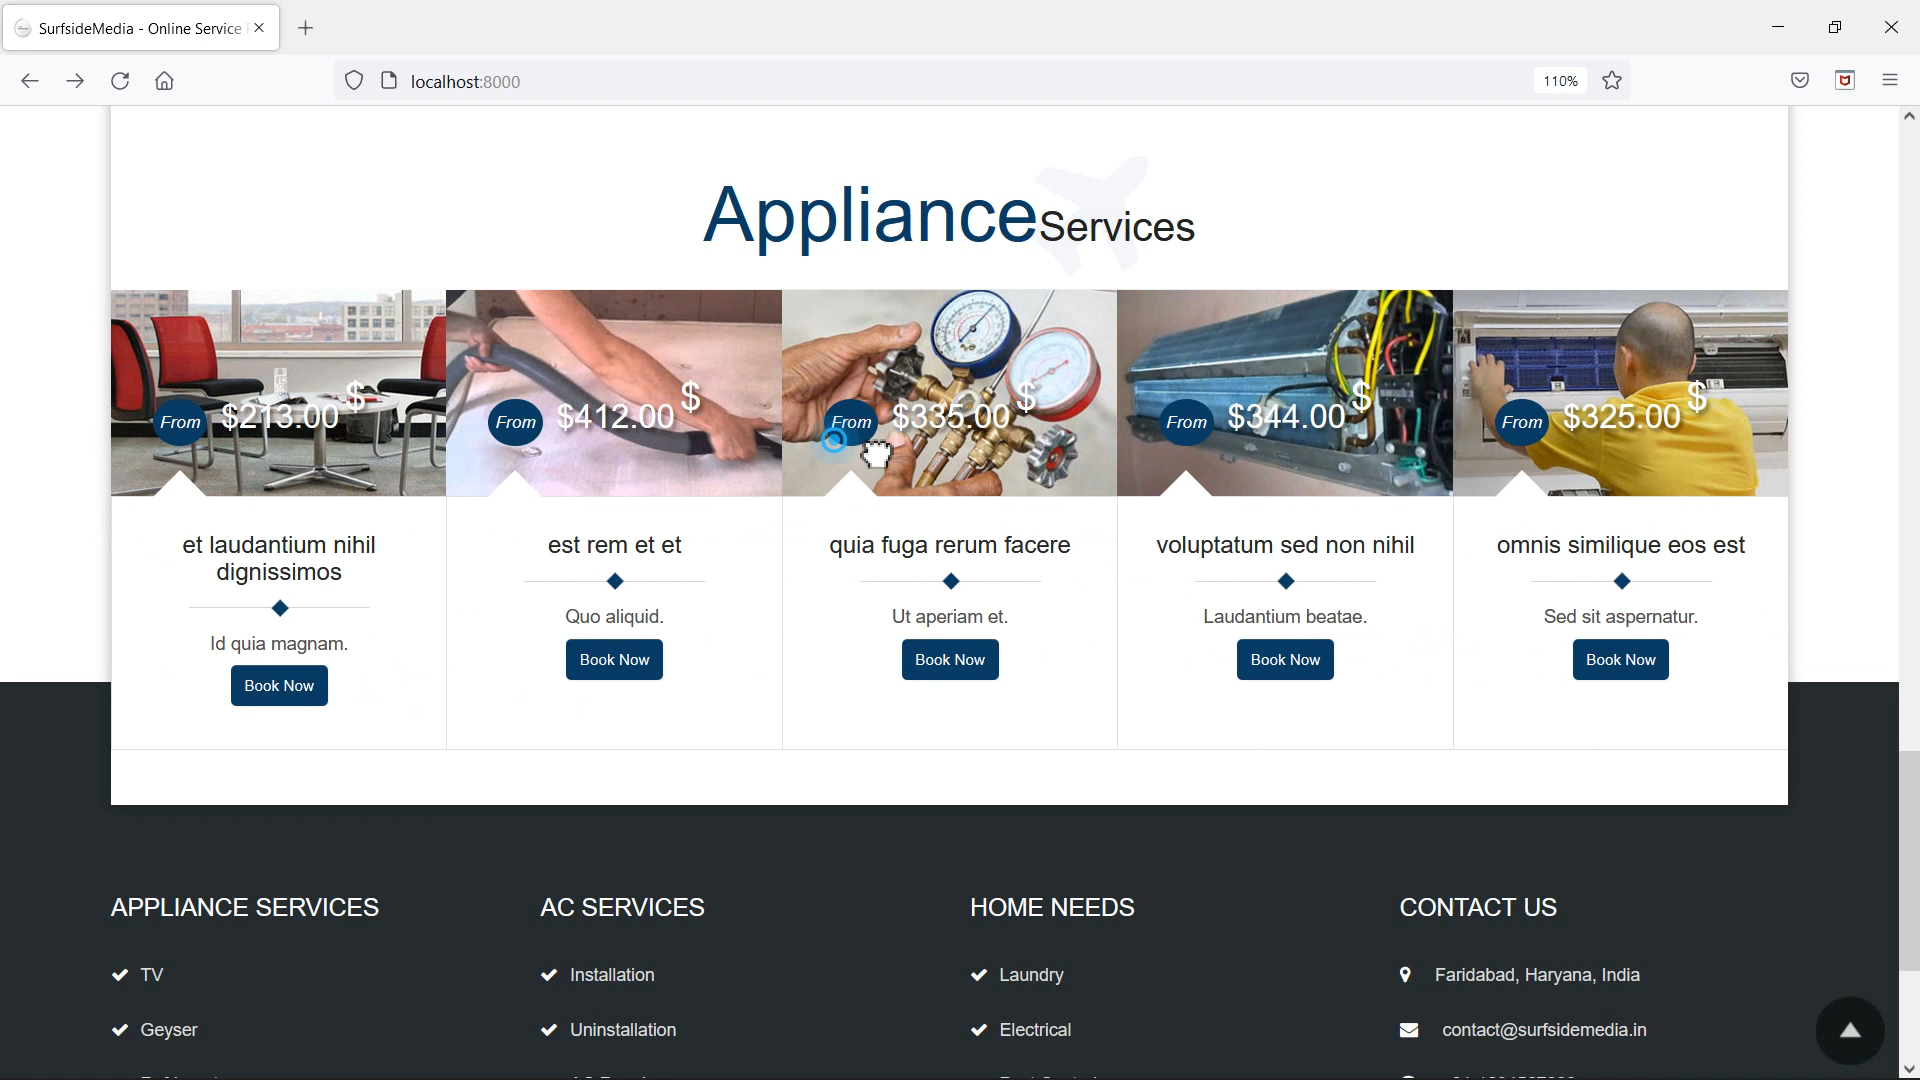 SurfsideMedia - Online Service
localhost:8000
110%
ApplianceServices
From $213.00 $
From $412.00 $
From $335.00 $
From $344.00 $
From $325.00 $
et laudantium nihil
dignissimos
Id quia magnam.
Book Now
est rem et et
Quo aliquid.
Book Now
quia fuga rerum facere
Ut aperiam et.
Book Now
voluptatum sed non nihil
Laudantium beatae.
Book Now
omnis similique eos est
Sed sit aspernatur.
Book Now
APPLIANCE SERVICES
TV
Geyser
AC SERVICES
Installation
Uninstallation
HOME NEEDS
Laundry
Electrical
CONTACT US
Faridabad, Haryana, India
contact@surfsidemedia.in